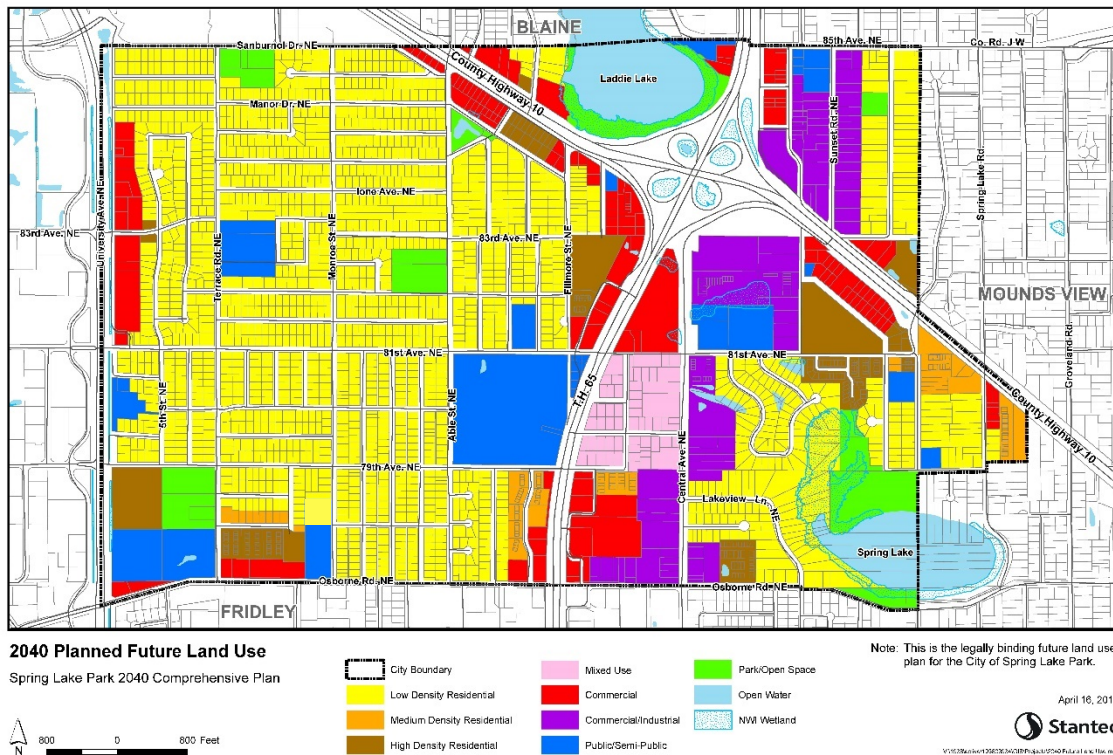 BLAINE
Sanburnol Dr. NE
85th Ave. NE
Co. Rd. J W
Laddie Lake
County Highway 10
Manor Dr. NE
Sunset Rd. NE
Spring Lake Rd.
University Ave. NE
Ione Ave. NE
83rd Ave. NE
Terrace Rd. NE
Monroe St. NE
83rd Ave. NE
Fillmore St. NE
MOUNDS VIEW
Groveland Rd.
81st Ave. NE
81st Ave. NE
T.H. 65
5th St. NE
Able St. NE
County Highway 10
79th Ave. NE
Central Ave. NE
Lakeview Ln. NE
Spring Lake
Osborne Rd. NE
Osborne Rd. NE
FRIDLEY
2040 Planned Future Land Use
Spring Lake Park 2040 Comprehensive Plan
N
800 0 800 Feet
City Boundary
Low Density Residential
Medium Density Residential
High Density Residential
Mixed Use
Commercial
Commercial/Industrial
Public/Semi-Public
Park/Open Space
Open Water
NWI Wetland
Note: This is the legally binding future land use
plan for the City of Spring Lake Park.
April 16, 201
Stantec